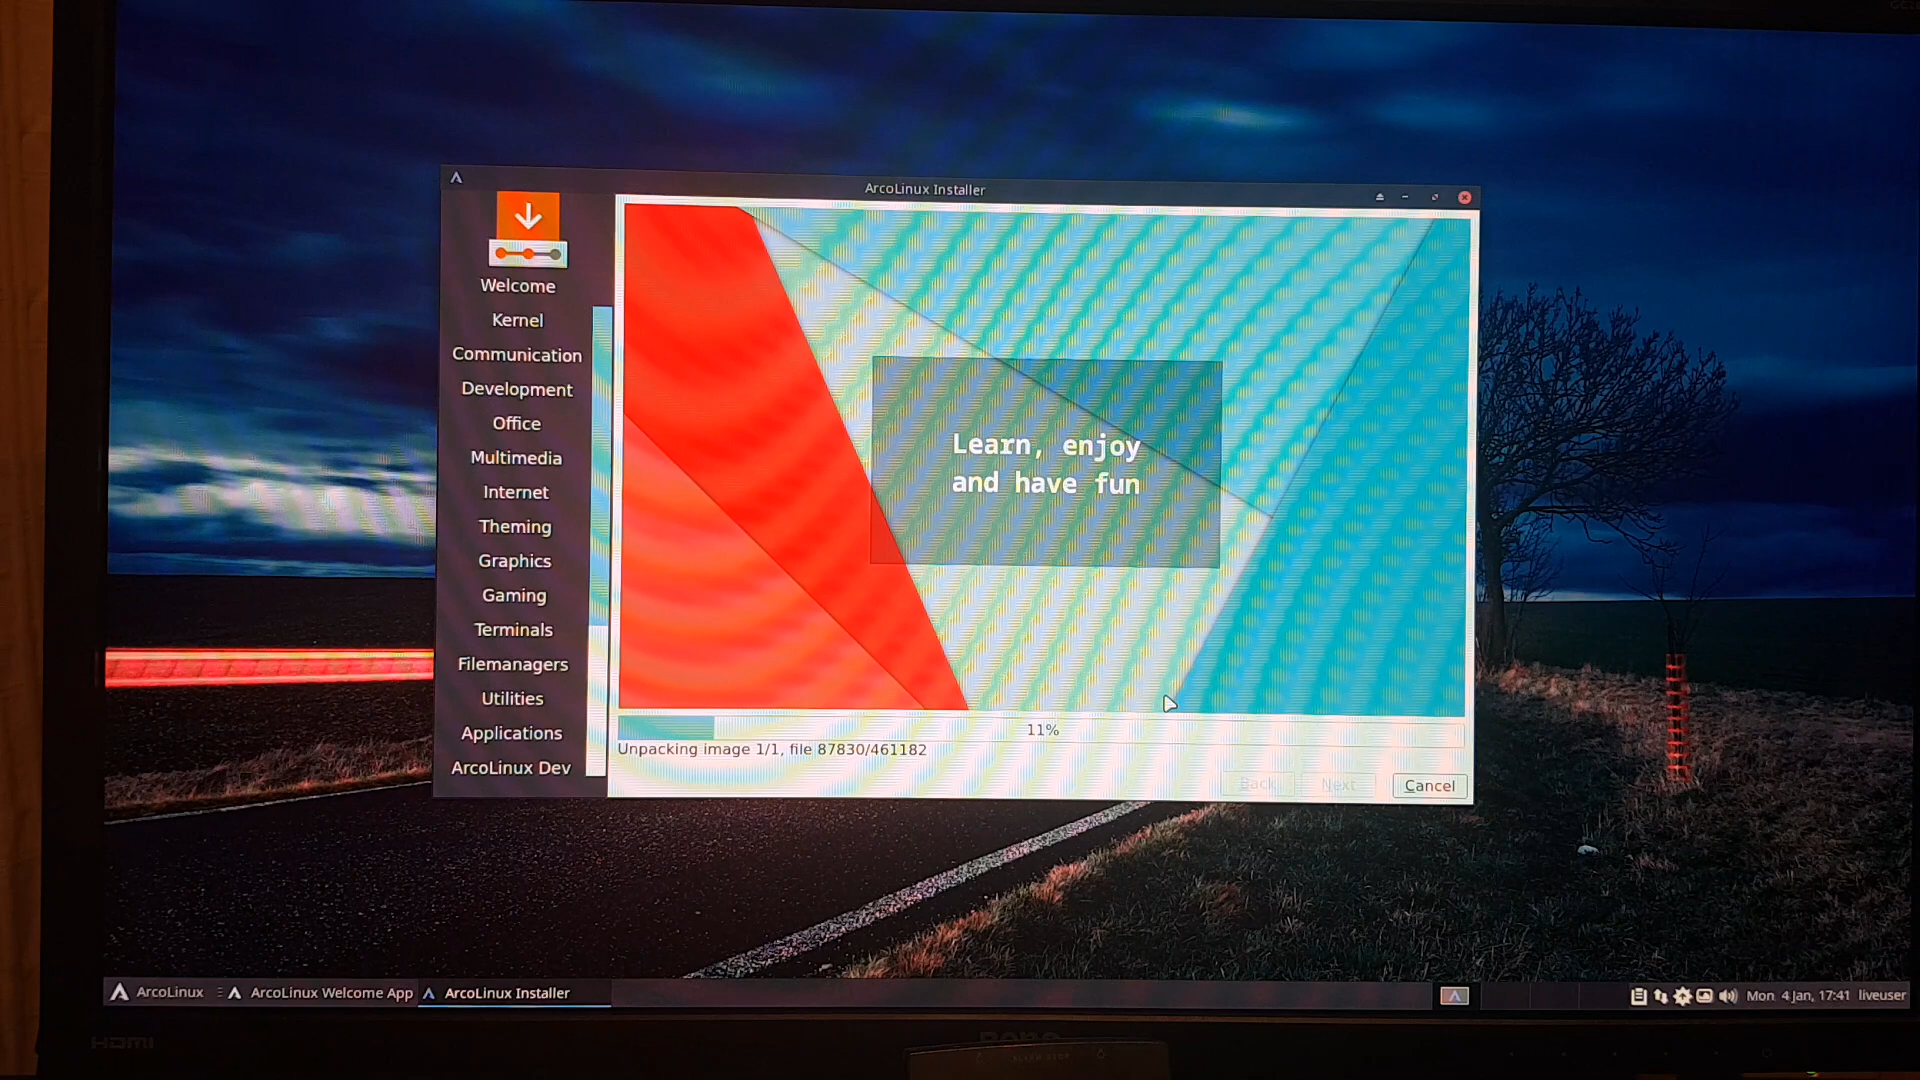 ArcoLinux Installer
Welcome
Kernel
Communication
Development
Office
Multimedia
Internet
Theming
Graphics
Gaming
Terminals
Filemanagers
Utilities
Applications
ArcoLinux Dev
Learn, enjoy
and have fun
11%
Unpacking image 1/1, file 87830/461182
Back
Next
Cancel
ArcoLinux
ArcoLinux Welcome App
ArcoLinux Installer
Mon 4 Jan, 17:41 liveuser
HDMI
BenQ